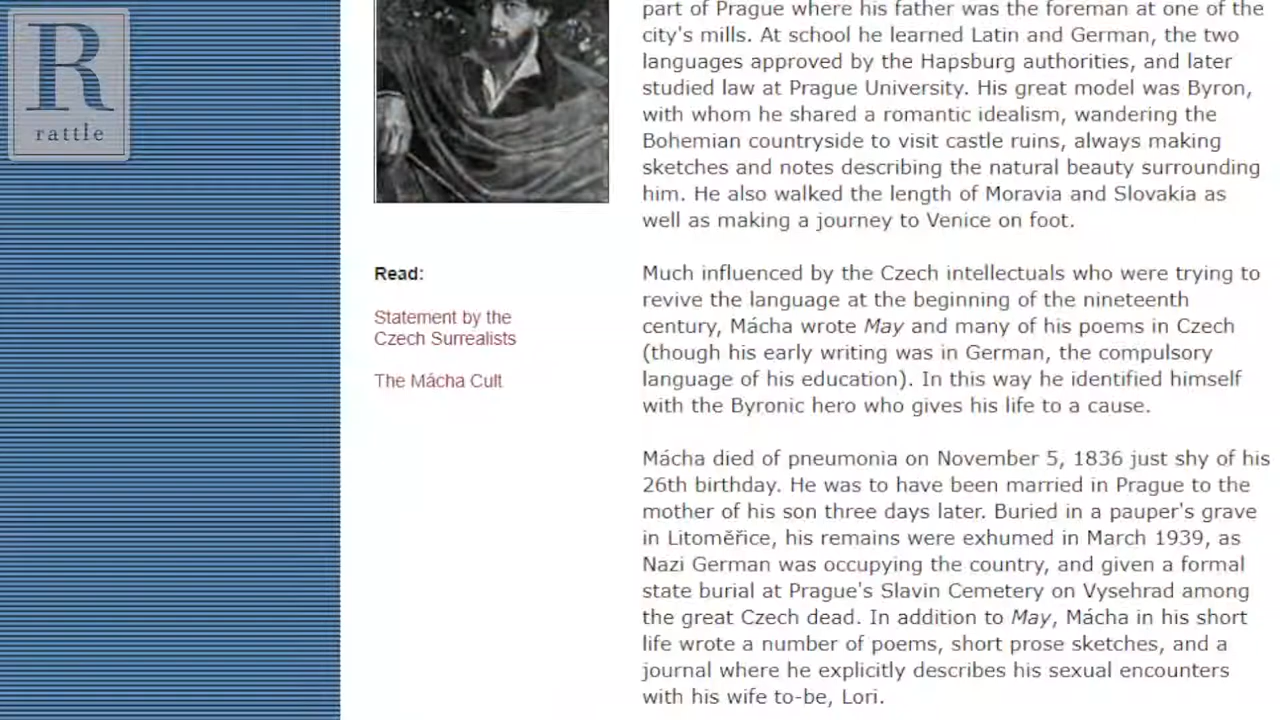 R
rattle
part of Prague where his father was the foreman at one of the
city's mills. At school he learned Latin and German, the two
languages approved by the Hapsburg authorities, and later
studied law at Prague University. His great model was Byron,
with whom he shared a romantic idealism, wandering the
Bohemian countryside to visit castle ruins, always making
sketches and notes describing the natural beauty surrounding
him. He also walked the length of Moravia and Slovakia as
well as making a journey to Venice on foot.
Read:
Statement by the
Czech Surrealists
The Mácha Cult
Much influenced by the Czech intellectuals who were trying to
revive the language at the beginning of the nineteenth
century, Mácha wrote May and many of his poems in Czech
(though his early writing was in German, the compulsory
language of his education). In this way he identified himself
with the Byronic hero who gives his life to a cause.
Mácha died of pneumonia on November 5, 1836 just shy of his
26th birthday. He was to have been married in Prague to the
mother of his son three days later. Buried in a pauper's grave
in Litoměřice, his remains were exhumed in March 1939, as
Nazi German was occupying the country, and given a formal
state burial at Prague's Slavin Cemetery on Vysehrad among
the great Czech dead. In addition to May, Mácha in his short
life wrote a number of poems, short prose sketches, and a
journal where he explicitly describes his sexual encounters
with his wife to-be, Lori.